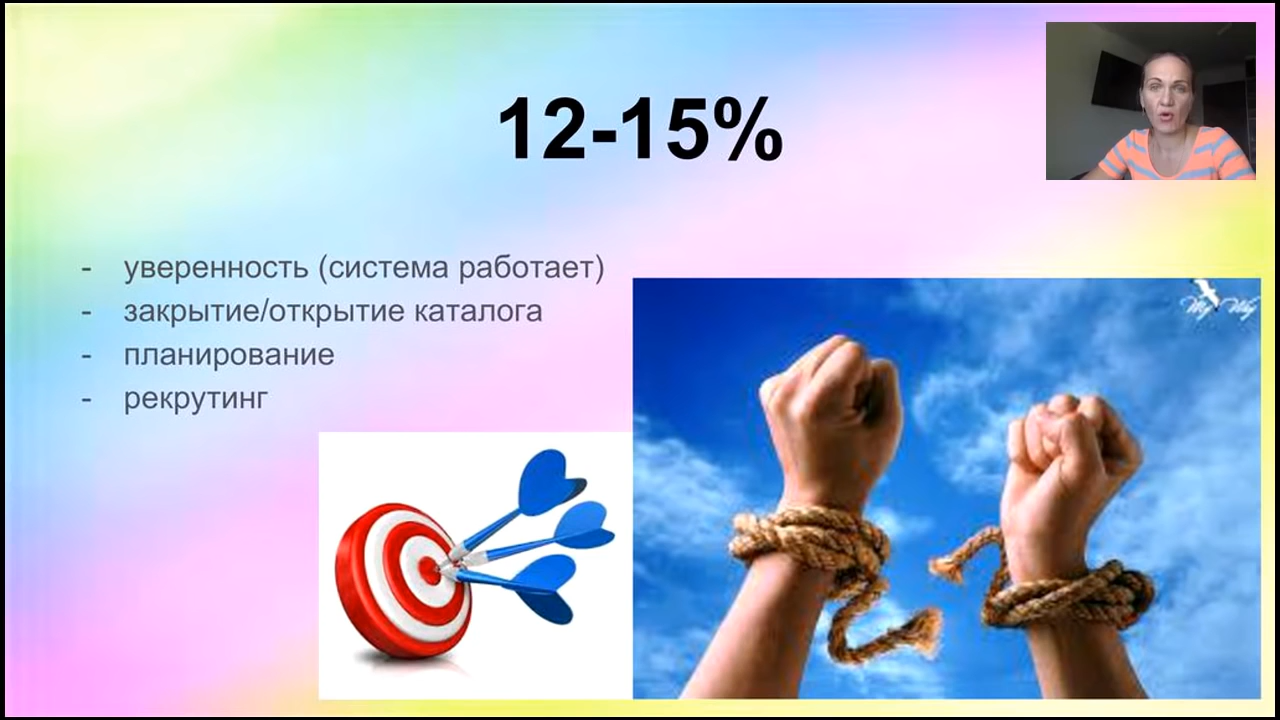 12-15%
- уверенность (система работает)
- закрытие/открытие каталога
- планирование
- рекрутинг
My Way